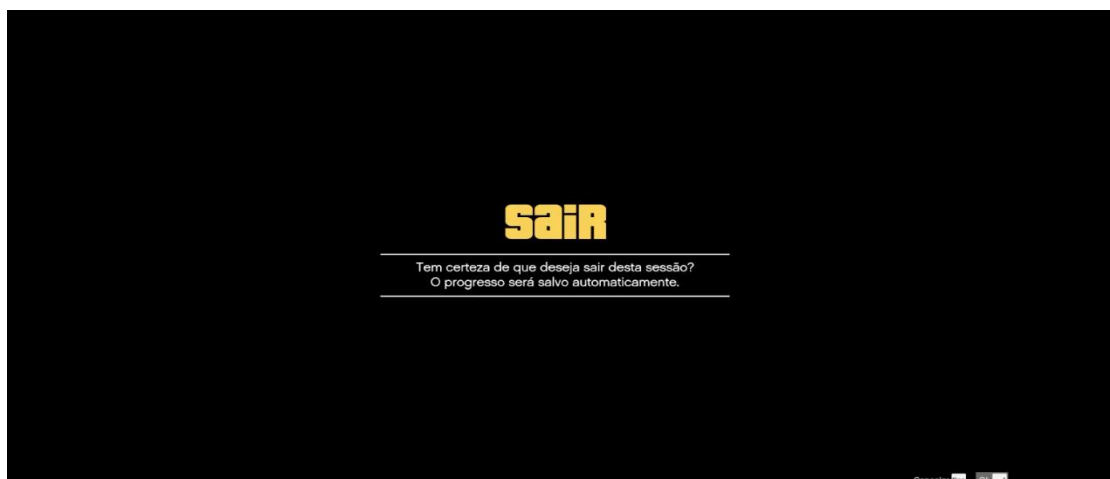 saiR
Tem certeza de que deseja sair desta sessão?
O progresso será salvo automaticamente.